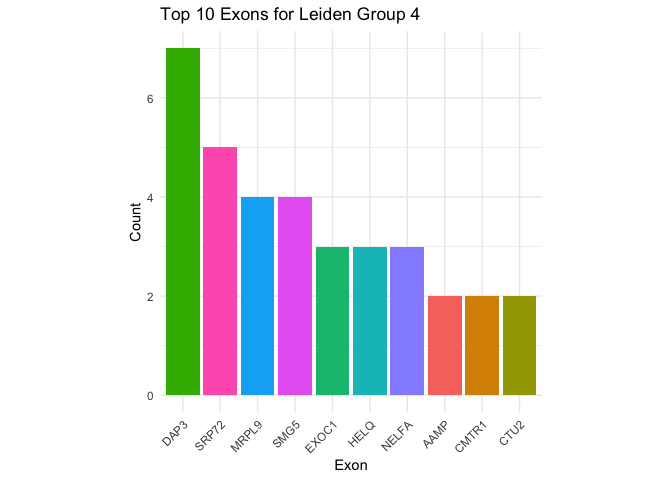 Top 10 Exons for Leiden Group 4
6
4
2
0
Count
DAP3
SRP72
MRPL9
SMG5
EXOC1
HELQ
NELFA
AAMP
CMTR1
CTU2
Exon